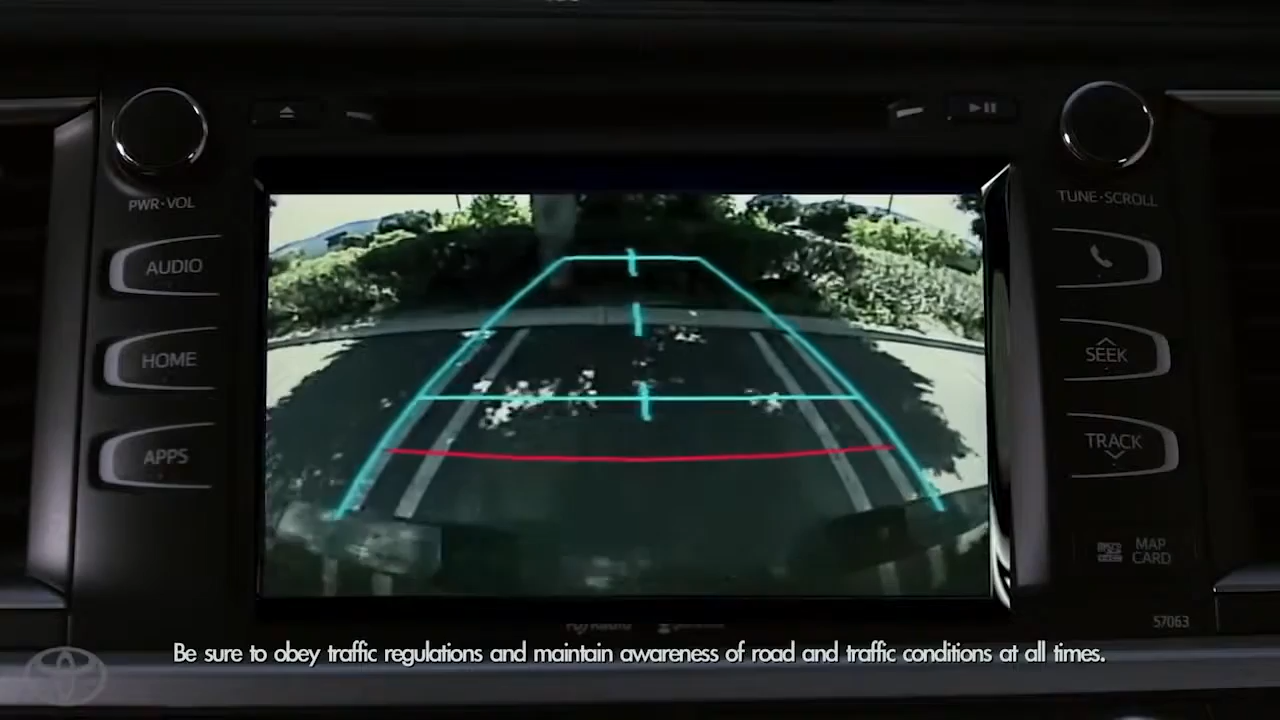 PWR·VOL
TUNE·SCROLL
AUDIO
HOME
SEEK
APPS
TRACK
MAP
CARD
57063
Be sure to obey traffic regulations and maintain awareness of road and traffic conditions at all times.